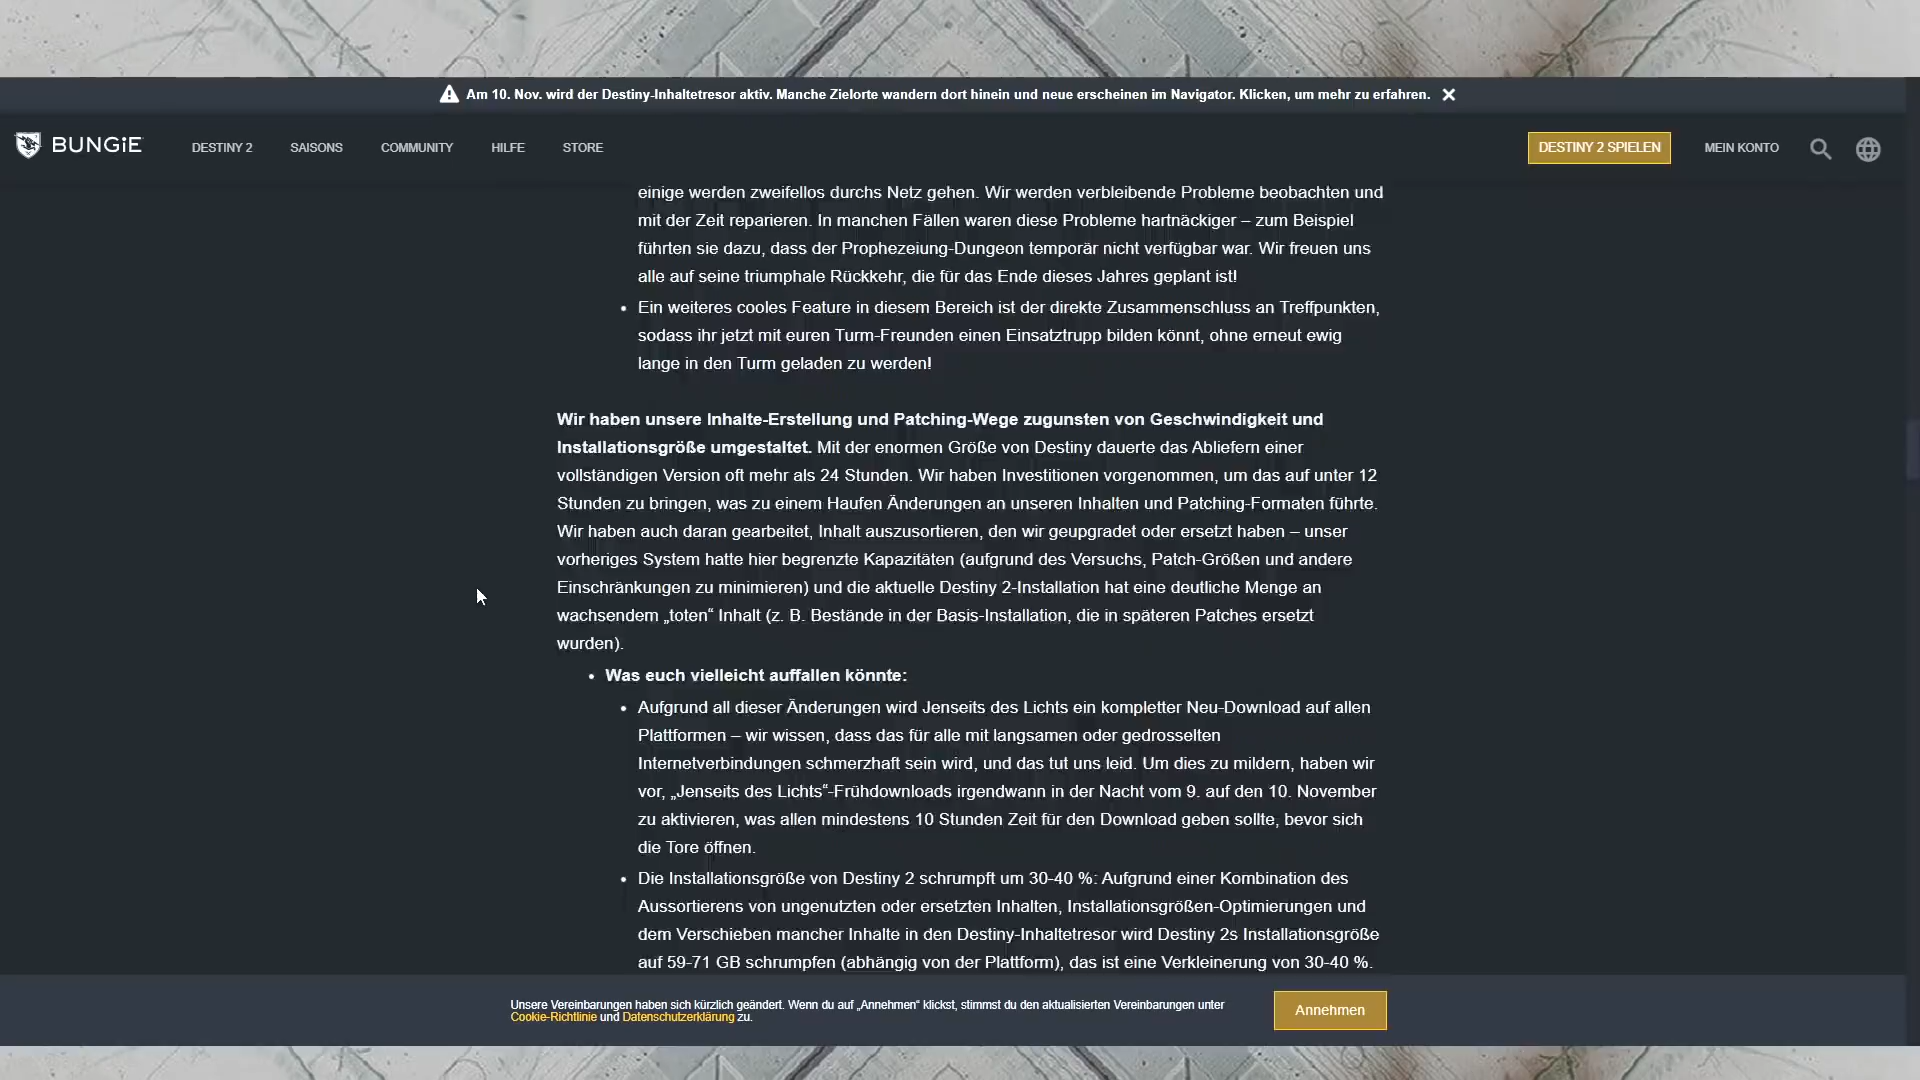 Am 10. Nov. wird der Destiny-Inhaltetresor aktiv. Manche Zielorte wandern dort hinein und neue erscheinen im Navigator. Klicken, um mehr zu erfahren.
BUNGiE
DESTINY 2
SAISONS
COMMUNITY
HILFE
STORE
DESTINY 2 SPIELEN
MEIN KONTO
einige werden zweifellos durchs Netz gehen. Wir werden verbleibende Probleme beobachten und
mit der Zeit reparieren. In manchen Fällen waren diese Probleme hartnäckiger – zum Beispiel
führten sie dazu, dass der Prophezeiung-Dungeon temporär nicht verfügbar war. Wir freuen uns
alle auf seine triumphale Rückkehr, die für das Ende dieses Jahres geplant ist!
• Ein weiteres cooles Feature in diesem Bereich ist der direkte Zusammenschluss an Treffpunkten,
sodass ihr jetzt mit euren Turm-Freunden einen Einsatztrupp bilden könnt, ohne erneut ewig
lange in den Turm geladen zu werden!
Wir haben unsere Inhalte-Erstellung und Patching-Wege zugunsten von Geschwindigkeit und
Installationsgröße umgestaltet. Mit der enormen Größe von Destiny dauerte das Abliefern einer
vollständigen Version oft mehr als 24 Stunden. Wir haben Investitionen vorgenommen, um das auf unter 12
Stunden zu bringen, was zu einem Haufen Änderungen an unseren Inhalten und Patching-Formaten führte.
Wir haben auch daran gearbeitet, Inhalt auszusortieren, den wir geupgradet oder ersetzt haben – unser
vorheriges System hatte hier begrenzte Kapazitäten (aufgrund des Versuchs, Patch-Größen und andere
Einschränkungen zu minimieren) und die aktuelle Destiny 2-Installation hat eine deutliche Menge an
wachsendem „toten“ Inhalt (z. B. Bestände in der Basis-Installation, die in späteren Patches ersetzt
wurden).
• Was euch vielleicht auffallen könnte:
• Aufgrund all dieser Änderungen wird Jenseits des Lichts ein kompletter Neu-Download auf allen
Plattformen – wir wissen, dass das für alle mit langsamen oder gedrosselten
Internetverbindungen schmerzhaft sein wird, und das tut uns leid. Um dies zu mildern, haben wir
vor, „Jenseits des Lichts“-Frühdownloads irgendwann in der Nacht vom 9. auf den 10. November
zu aktivieren, was allen mindestens 10 Stunden Zeit für den Download geben sollte, bevor sich
die Tore öffnen.
• Die Installationsgröße von Destiny 2 schrumpft um 30-40 %: Aufgrund einer Kombination des
Aussortierens von ungenutzten oder ersetzten Inhalten, Installationsgrößen-Optimierungen und
dem Verschieben mancher Inhalte in den Destiny-Inhaltetresor wird Destiny 2s Installationsgröße
auf 59-71 GB schrumpfen (abhängig von der Plattform), das ist eine Verkleinerung von 30-40 %.
Unsere Vereinbarungen haben sich kürzlich geändert. Wenn du auf „Annehmen“ klickst, stimmst du den aktualisierten Vereinbarungen unter
Cookie-Richtlinie und Datenschutzerklärung zu.
Annehmen